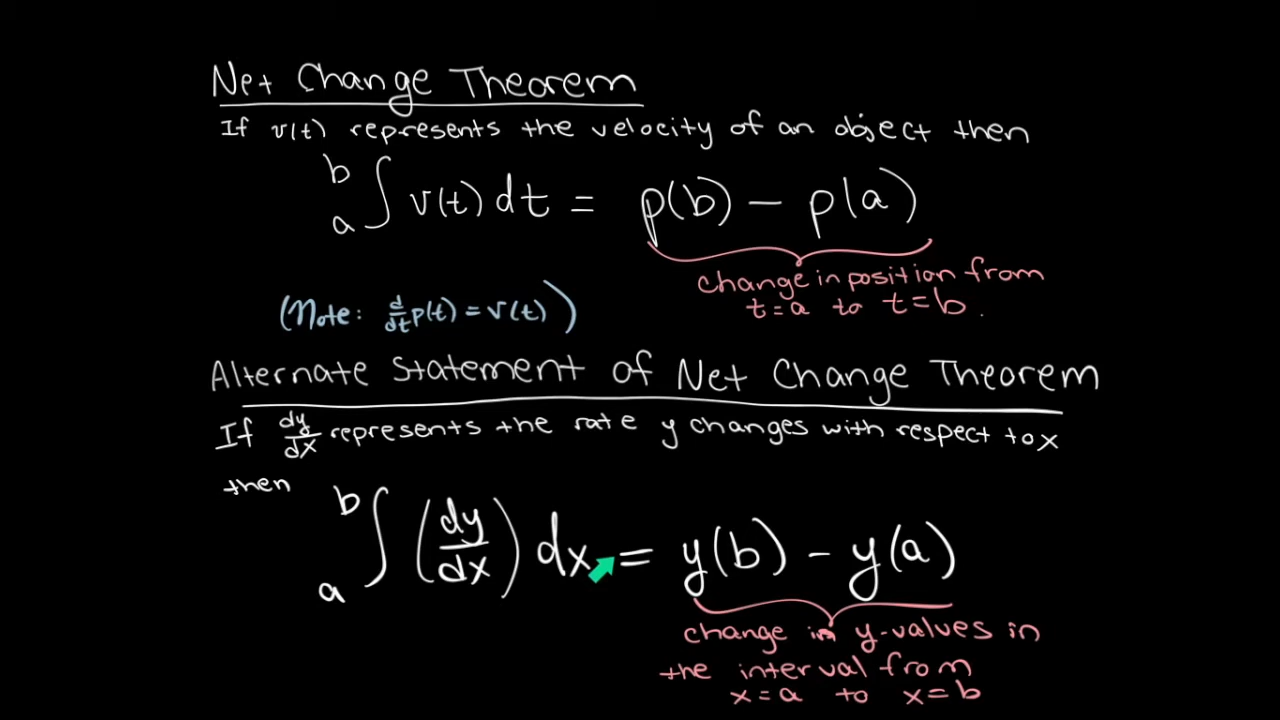 Net Change Theorem
If v(t) represents the velocity of an object then
b
a ∫ v(t) dt = p(b) - p(a)
change in position from
t=a to t=b.
(Note: d/dt p(t) = v(t))
Alternate Statement of Net Change Theorem
If dy/dx represents the rate y changes with respect to x
then
b
a ∫ (dy/dx) dx = y(b) - y(a)
change in y-values in
the interval from
x=a to x=b